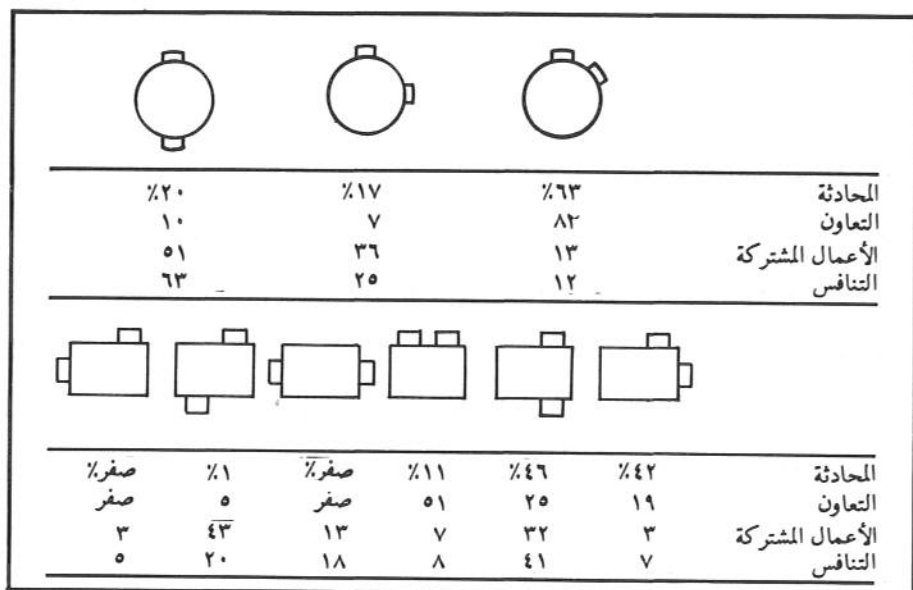 المحادثة ٦٣٪ ١٧٪ ٢٠٪
التعاون ٨٢ ٧ ١٠
الأعمال المشتركة ١٣ ٣٦ ٥١
التنافس ١٢ ٢٥ ٦٣
المحادثة ٤٢٪ ٤٦٪ ١١٪ صفر٪ ١٪ صفر٪
التعاون ١٩ ٢٥ ٥١ صفر ٥ صفر
الأعمال المشتركة ٣ ٣٢ ٧ ١٣ ٤٣ ٣
التنافس ٧ ٤١ ٨ ١٨ ٢٠ ٥